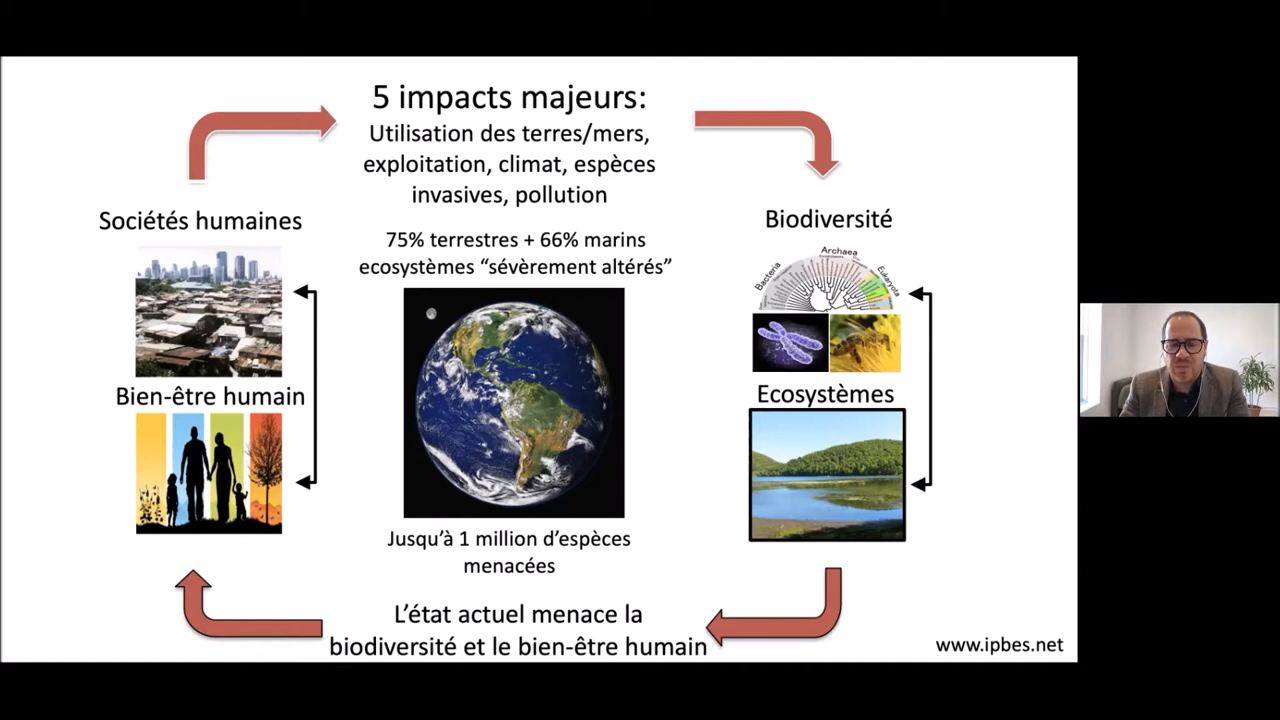 5 impacts majeurs:
Utilisation des terres/mers,
exploitation, climat, espèces
invasives, pollution
Sociétés humaines
Biodiversité
75% terrestres + 66% marins
ecosystèmes “sévèrement altérés”
Archaea
Bacteria
Eukaryota
Bien-être humain
Ecosystèmes
Jusqu’à 1 million d’espèces
menacées
L’état actuel menace la
biodiversité et le bien-être humain
www.ipbes.net